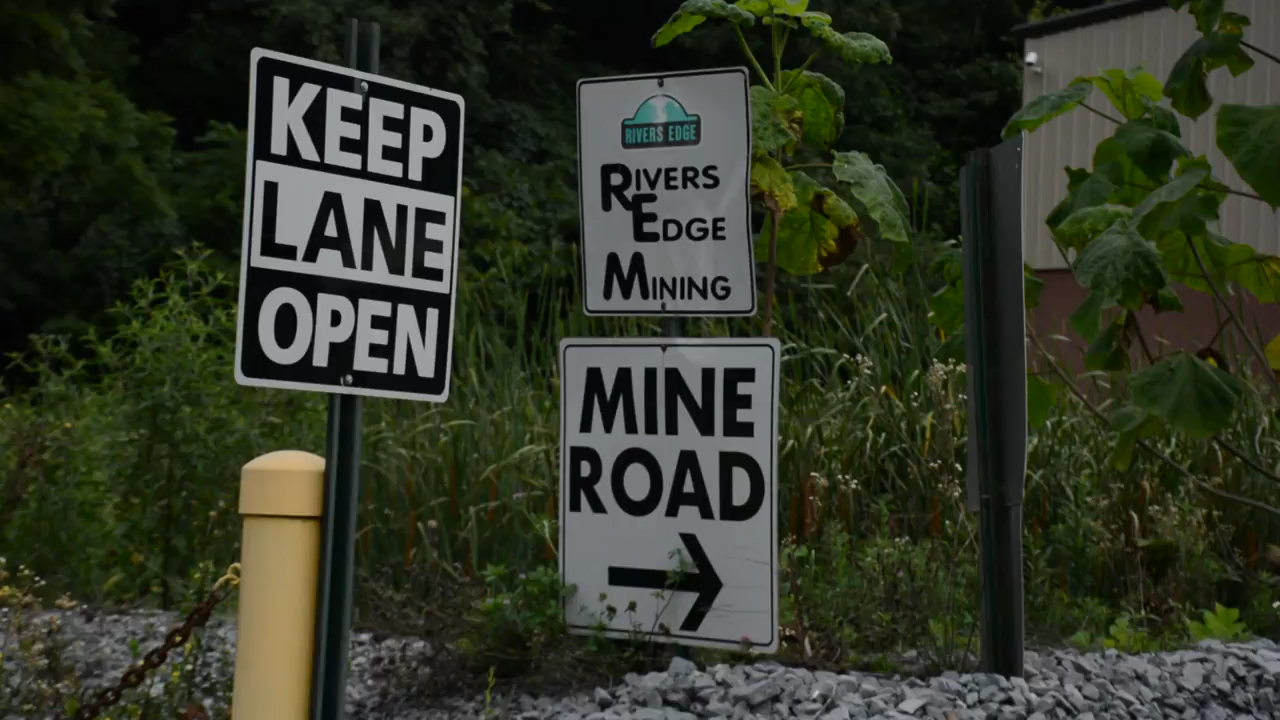 KEEP
LANE
OPEN
RIVERS EDGE
RIVERS
EDGE
MINING
MINE
ROAD